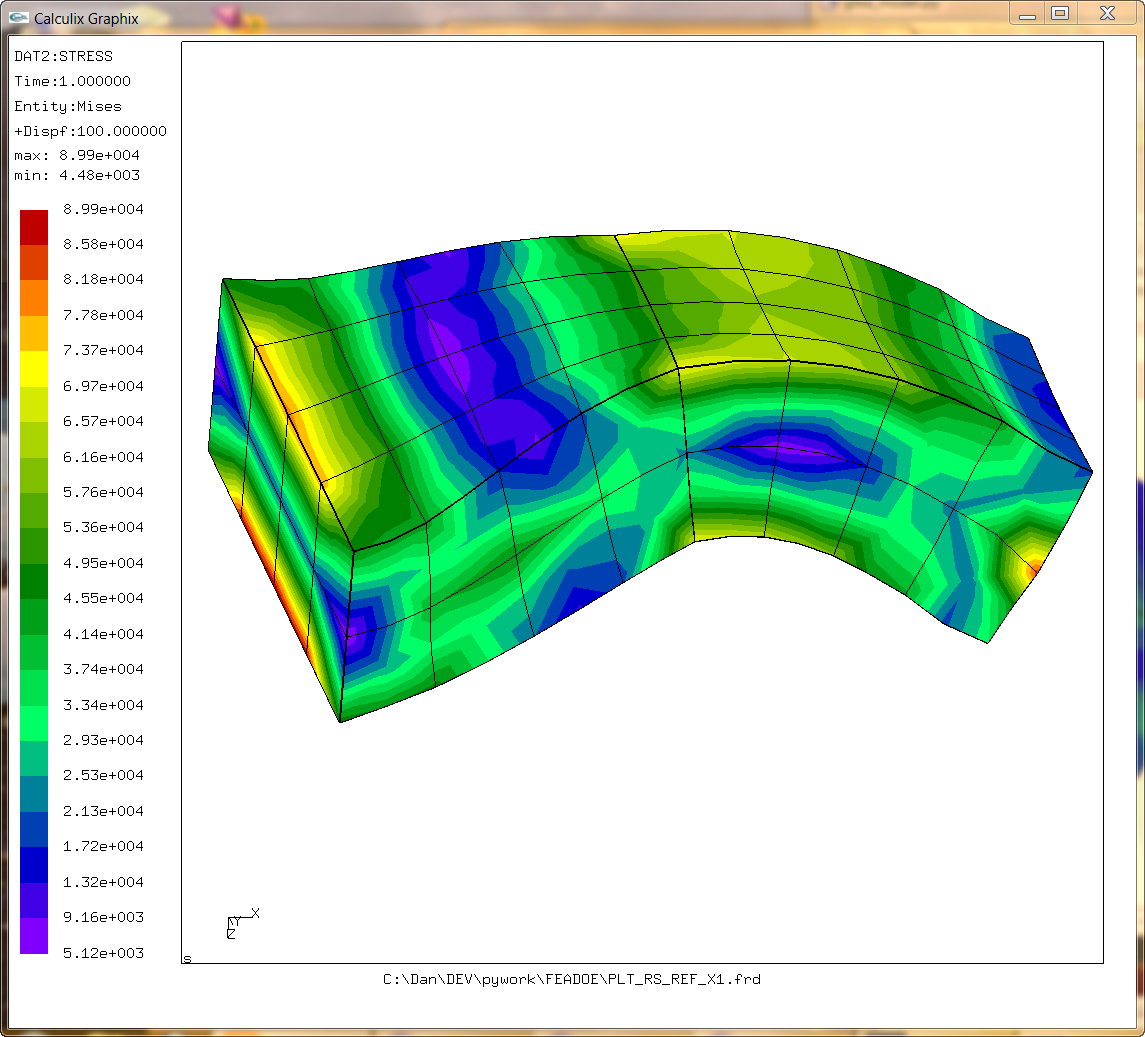 Calculix Graphix
DAT2:STRESS
Time:1.000000
Entity:Mises
+Dispf:100.000000
max: 8.99e+004
min: 4.48e+003
8.99e+004
8.58e+004
8.18e+004
7.78e+004
7.37e+004
6.97e+004
6.57e+004
6.16e+004
5.76e+004
5.36e+004
4.95e+004
4.55e+004
4.14e+004
3.74e+004
3.34e+004
2.93e+004
2.53e+004
2.13e+004
1.72e+004
1.32e+004
9.16e+003
5.12e+003
X
Y
Z
s
C:\Dan\DEV\pywork\FEADOE\PLT_RS_REF_X1.frd